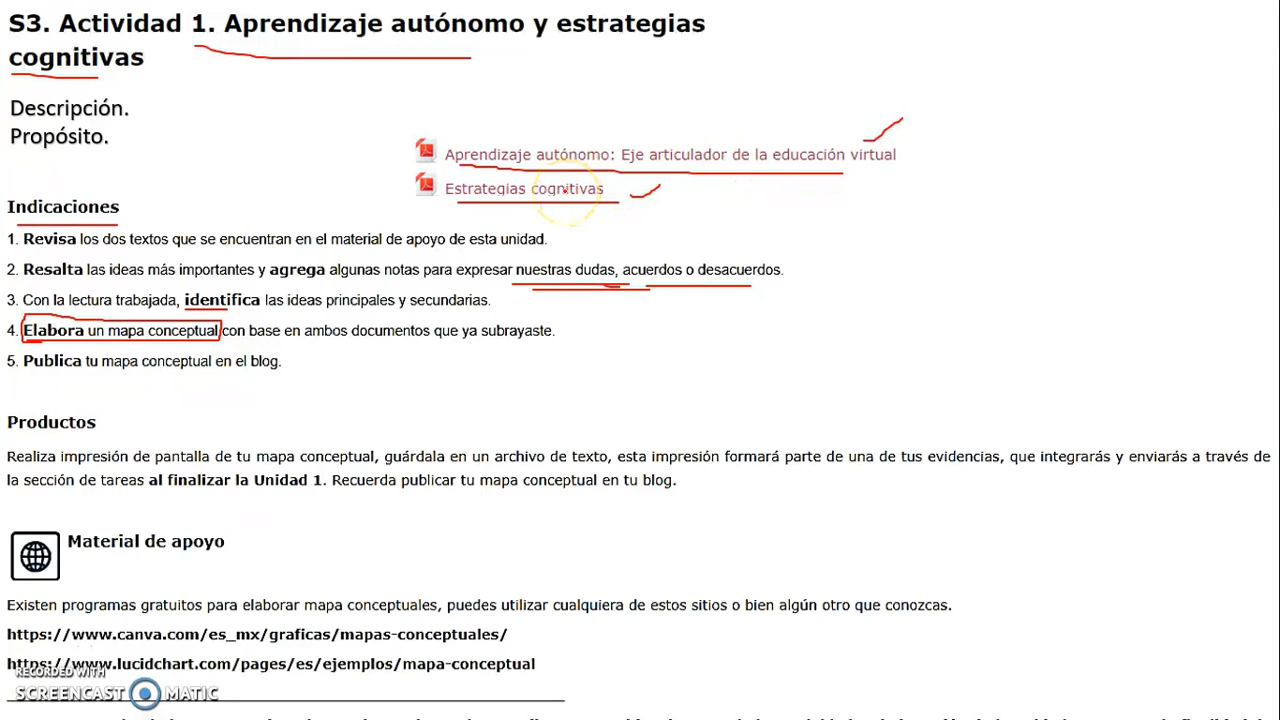 S3. Actividad 1. Aprendizaje autónomo y estrategias
cognitivas
Descripción.
Propósito.
Aprendizaje autónomo: Eje articulador de la educación virtual
Estrategias cognitivas
Indicaciones
1. Revisa los dos textos que se encuentran en el material de apoyo de esta unidad.
2. Resalta las ideas más importantes y agrega algunas notas para expresar nuestras dudas, acuerdos o desacuerdos.
3. Con la lectura trabajada, identifica las ideas principales y secundarias.
4. Elabora un mapa conceptual con base en ambos documentos que ya subrayaste.
5. Publica tu mapa conceptual en el blog.
Productos
Realiza impresión de pantalla de tu mapa conceptual, guárdala en un archivo de texto, esta impresión formará parte de una de tus evidencias, que integrarás y enviarás a través de
la sección de tareas al finalizar la Unidad 1. Recuerda publicar tu mapa conceptual en tu blog.
Material de apoyo
Existen programas gratuitos para elaborar mapa conceptuales, puedes utilizar cualquiera de estos sitios o bien algún otro que conozcas.
https://www.canva.com/es_mx/graficas/mapas-conceptuales/
https://www.lucidchart.com/pages/es/ejemplos/mapa-conceptual
RECORDED WITH
SCREENCAST MATIC